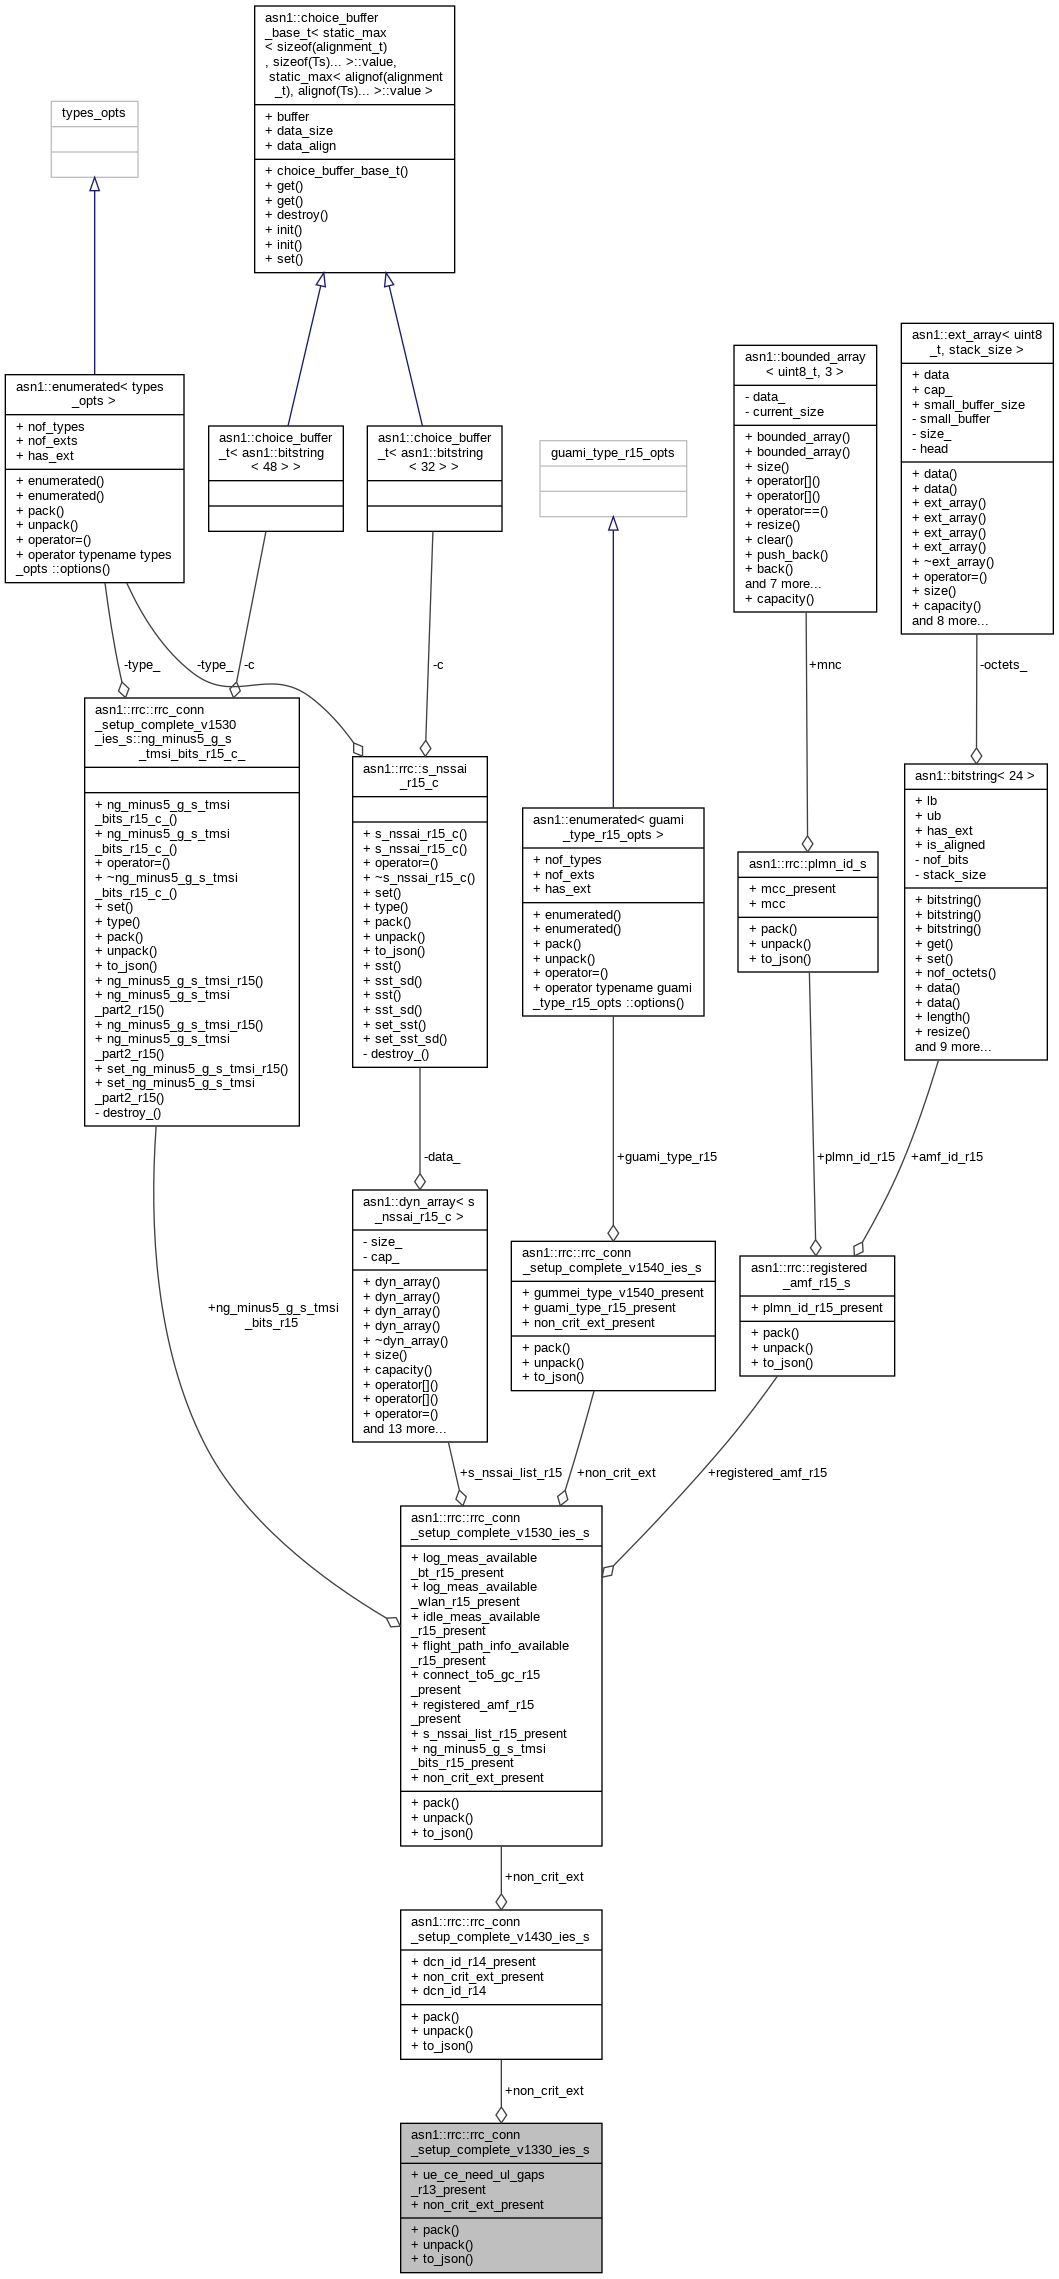 asn1::choice_buffer
_base_t< static_max
< sizeof(alignment_t)
, sizeof(Ts)... >::value,
static_max< alignof(alignment
_t), alignof(Ts)... >::value >
+ buffer
+ data_size
+ data_align
+ choice_buffer_base_t()
+ get()
+ get()
+ destroy()
+ init()
+ init()
+ set()
types_opts
asn1::enumerated< types
_opts >
+ nof_types
+ nof_exts
+ has_ext
+ enumerated()
+ enumerated()
+ pack()
+ unpack()
+ operator=()
+ operator typename types
_opts ::options()
asn1::choice_buffer
_t< asn1::bitstring
< 48 > >
asn1::choice_buffer
_t< asn1::bitstring
< 32 > >
guami_type_r15_opts
asn1::bounded_array
< uint8_t, 3 >
- data_
- current_size
+ bounded_array()
+ bounded_array()
+ size()
+ operator[]()
+ operator[]()
+ operator==()
+ resize()
+ clear()
+ push_back()
+ back()
and 7 more...
+ capacity()
asn1::ext_array< uint8
_t, stack_size >
+ data
+ cap_
+ small_buffer_size
- small_buffer
- size_
- head
+ data()
+ data()
+ ext_array()
+ ext_array()
+ ext_array()
+ ext_array()
+ ~ext_array()
+ operator=()
+ size()
+ capacity()
and 8 more...
-type_
-type_
-c
-c
+mnc
-octets_
asn1::rrc::rrc_conn
_setup_complete_v1530
_ies_s::ng_minus5_g_s
_tmsi_bits_r15_c_
+ ng_minus5_g_s_tmsi
_bits_r15_c_()
+ ng_minus5_g_s_tmsi
_bits_r15_c_()
+ operator=()
+ ~ng_minus5_g_s_tmsi
_bits_r15_c_()
+ set()
+ type()
+ pack()
+ unpack()
+ to_json()
+ ng_minus5_g_s_tmsi_r15()
+ ng_minus5_g_s_tmsi
_part2_r15()
+ ng_minus5_g_s_tmsi_r15()
+ ng_minus5_g_s_tmsi
_part2_r15()
+ set_ng_minus5_g_s_tmsi_r15()
+ set_ng_minus5_g_s_tmsi
_part2_r15()
- destroy_()
asn1::rrc::s_nssai
_r15_c
+ s_nssai_r15_c()
+ s_nssai_r15_c()
+ operator=()
+ ~s_nssai_r15_c()
+ set()
+ type()
+ pack()
+ unpack()
+ to_json()
+ sst()
+ sst_sd()
+ sst()
+ sst_sd()
+ set_sst()
+ set_sst_sd()
- destroy_()
asn1::enumerated< guami
_type_r15_opts >
+ nof_types
+ nof_exts
+ has_ext
+ enumerated()
+ enumerated()
+ pack()
+ unpack()
+ operator=()
+ operator typename guami
_type_r15_opts ::options()
asn1::rrc::plmn_id_s
+ mcc_present
+ mcc
+ pack()
+ unpack()
+ to_json()
asn1::bitstring< 24 >
+ lb
+ ub
+ has_ext
+ is_aligned
- nof_bits
- stack_size
+ bitstring()
+ bitstring()
+ bitstring()
+ get()
+ set()
+ nof_octets()
+ data()
+ data()
+ length()
+ resize()
and 9 more...
-data_
+guami_type_r15
+plmn_id_r15
+amf_id_r15
+ng_minus5_g_s_tmsi
_bits_r15
asn1::dyn_array< s
_nssai_r15_c >
- size_
- cap_
+ dyn_array()
+ dyn_array()
+ dyn_array()
+ dyn_array()
+ ~dyn_array()
+ size()
+ capacity()
+ operator[]()
+ operator[]()
+ operator=()
and 13 more...
asn1::rrc::rrc_conn
_setup_complete_v1540_ies_s
+ gummei_type_v1540_present
+ guami_type_r15_present
+ non_crit_ext_present
+ pack()
+ unpack()
+ to_json()
asn1::rrc::registered
_amf_r15_s
+ plmn_id_r15_present
+ pack()
+ unpack()
+ to_json()
+s_nssai_list_r15
+non_crit_ext
+registered_amf_r15
asn1::rrc::rrc_conn
_setup_complete_v1530_ies_s
+ log_meas_available
_bt_r15_present
+ log_meas_available
_wlan_r15_present
+ idle_meas_available
_r15_present
+ flight_path_info_available
_r15_present
+ connect_to5_gc_r15
_present
+ registered_amf_r15
_present
+ s_nssai_list_r15_present
+ ng_minus5_g_s_tmsi
_bits_r15_present
+ non_crit_ext_present
+ pack()
+ unpack()
+ to_json()
+non_crit_ext
asn1::rrc::rrc_conn
_setup_complete_v1430_ies_s
+ dcn_id_r14_present
+ non_crit_ext_present
+ dcn_id_r14
+ pack()
+ unpack()
+ to_json()
+non_crit_ext
asn1::rrc::rrc_conn
_setup_complete_v1330_ies_s
+ ue_ce_need_ul_gaps
_r13_present
+ non_crit_ext_present
+ pack()
+ unpack()
+ to_json()